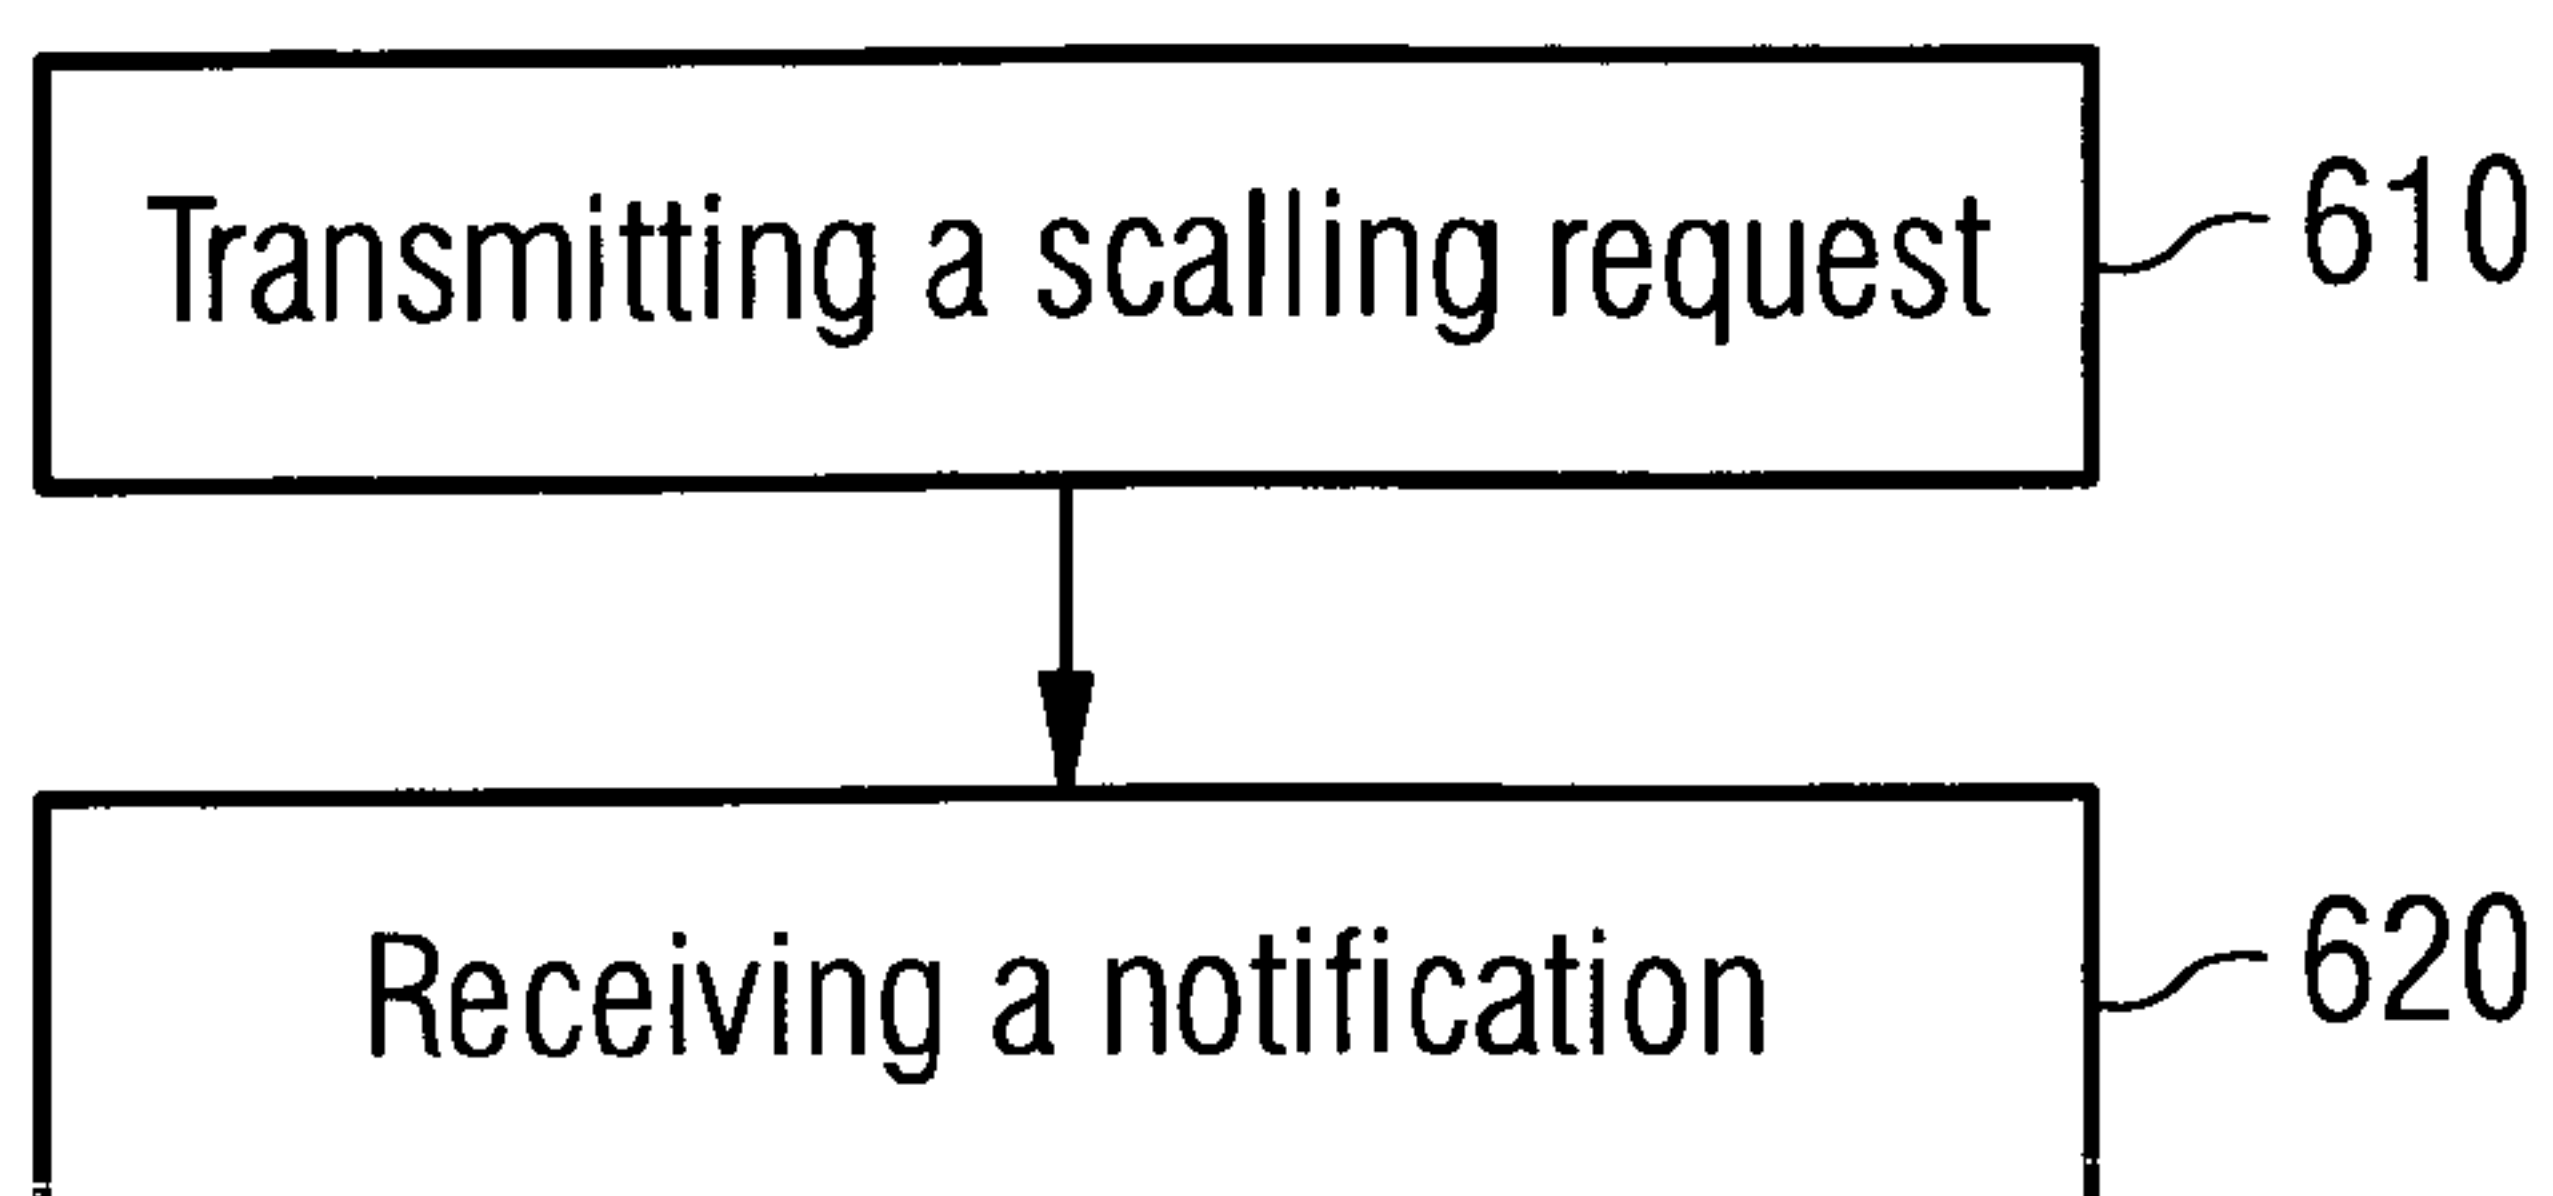 Transmitting a scalling request
610
Receiving a notification
620